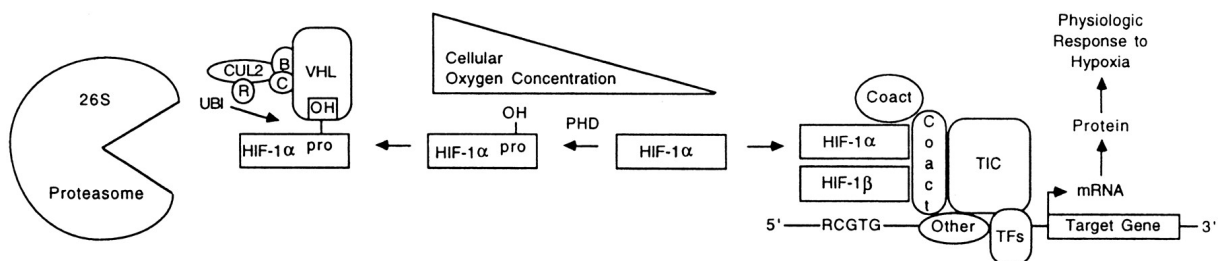 26S
Proteasome
CUL2
B
C
R
VHL
OH
UBI
HIF-1α pro
Cellular
Oxygen Concentration
OH
HIF-1α pro
PHD
HIF-1α
Coact
HIF-1α
HIF-1β
Coact
TIC
5' RCGTG Other TFs Target Gene 3'
mRNA
Protein
Physiologic
Response to
Hypoxia